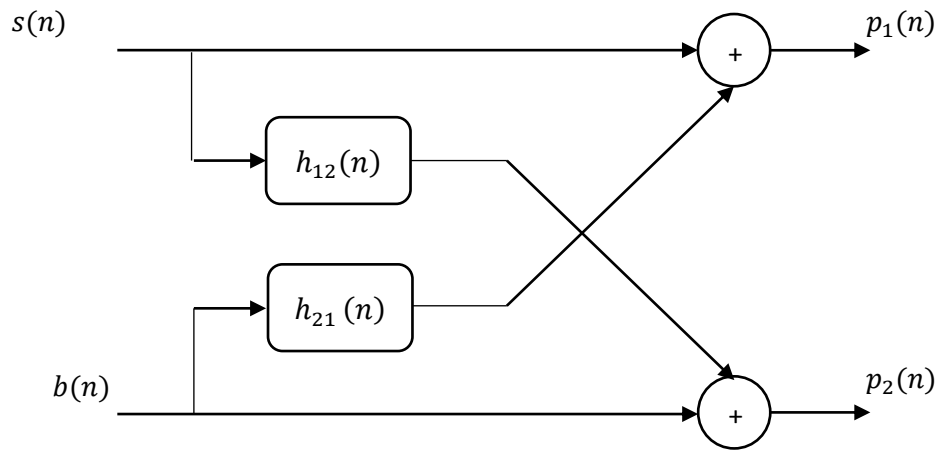 s(n)
p₁(n)
+
h₁₂(n)
h₂₁ (n)
b(n)
p₂(n)
+